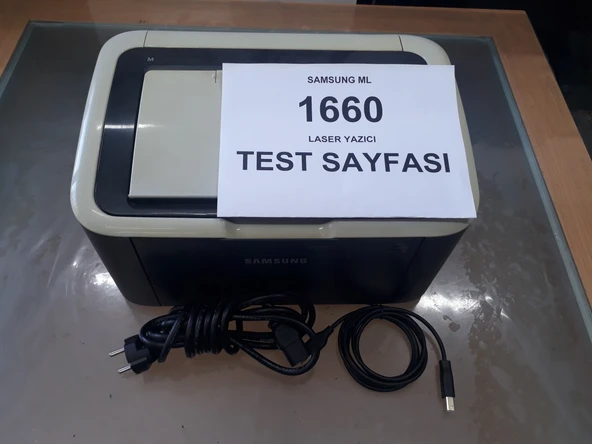 SAMSUNG ML
1660
LASER YAZICI
TEST SAYFASI
SAMSUNG